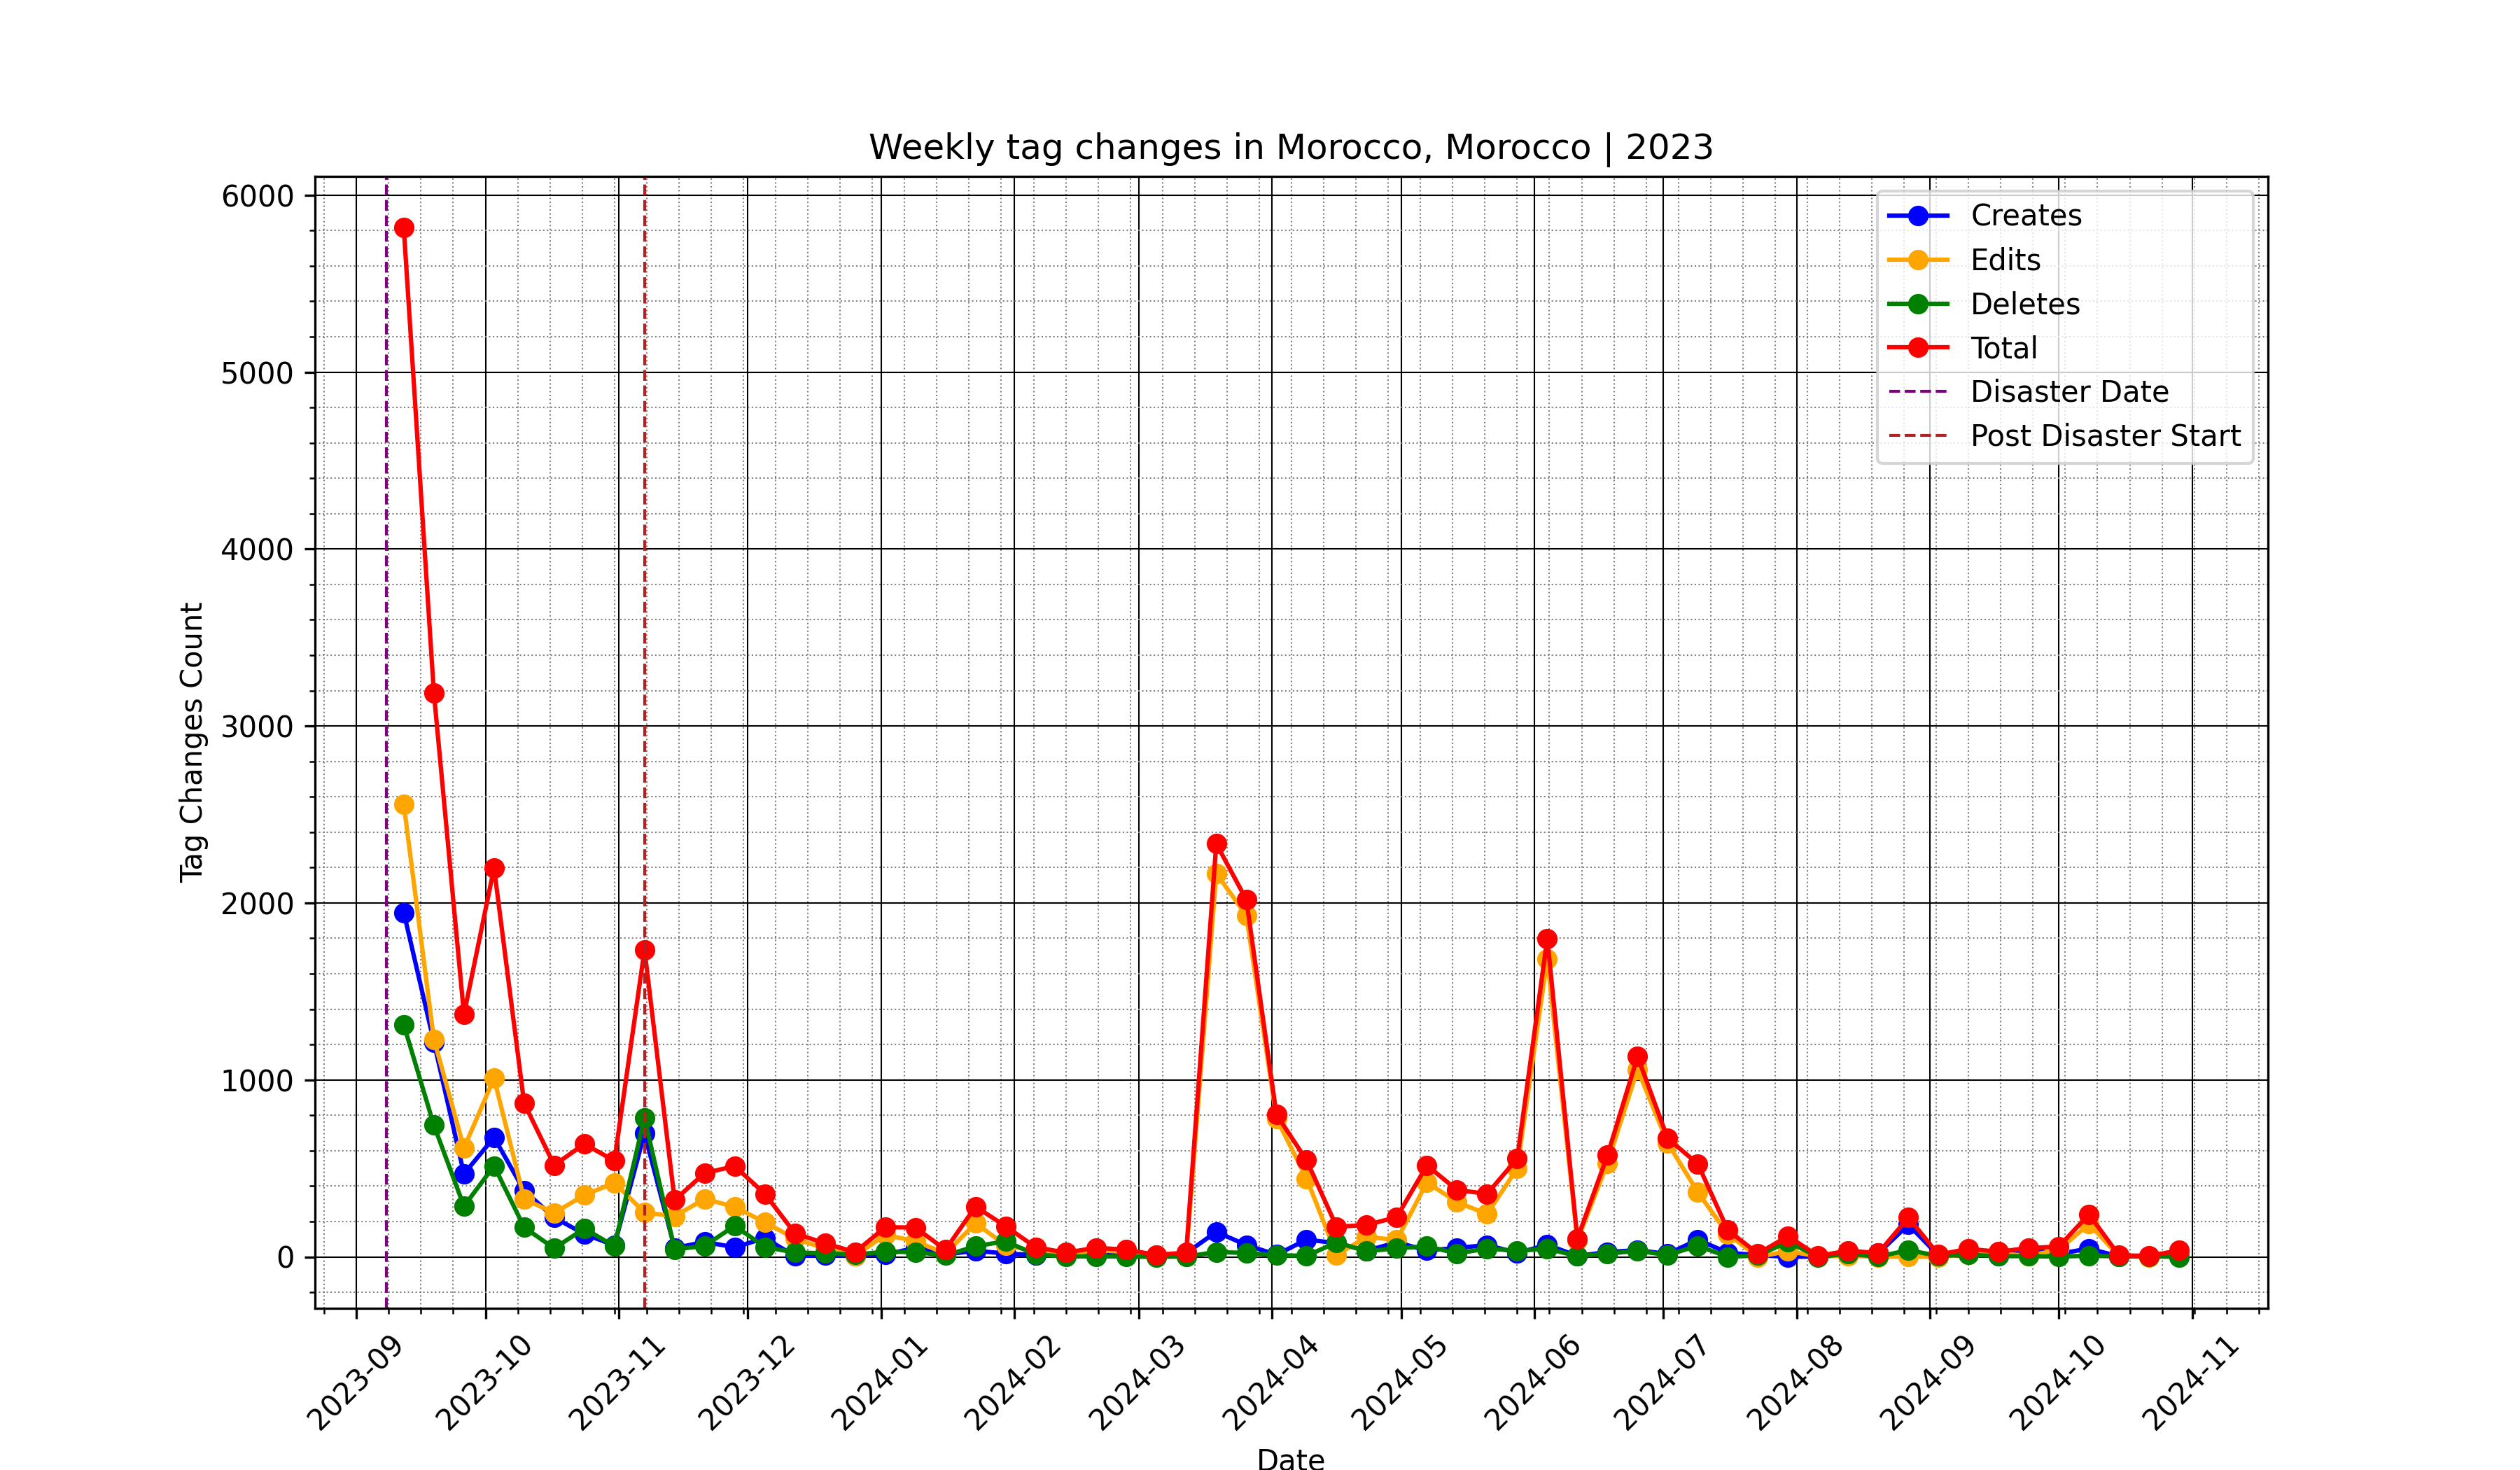 Weekly tag changes in Morocco, Morocco | 2023
Tag Changes Count
6000
5000
4000
3000
2000
1000
0
Creates
Edits
Deletes
Total
Disaster Date
Post Disaster Start
2023-09
2023-10
2023-11
2023-12
2024-01
2024-02
2024-03
2024-04
2024-05
2024-06
2024-07
2024-08
2024-09
2024-10
2024-11
Date